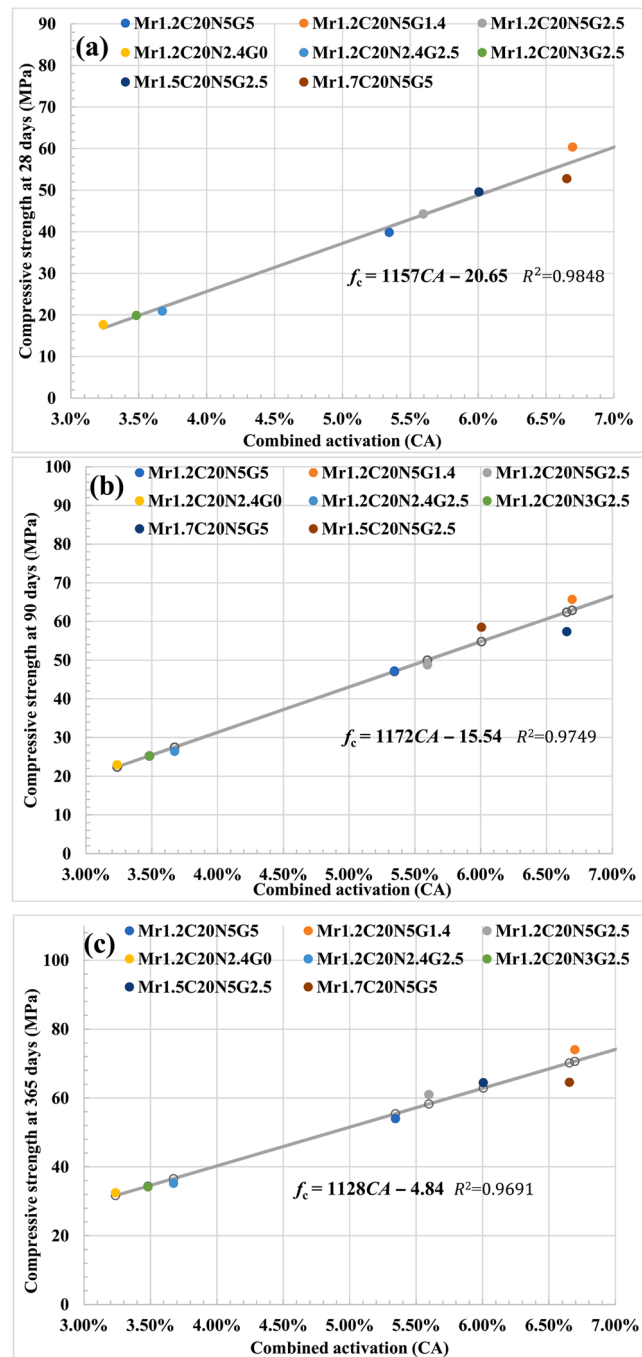 (a)
Mr1.2C20N5G5 Mr1.2C20N5G1.4 Mr1.2C20N5G2.5
Mr1.2C20N2.4G0 Mr1.2C20N2.4G2.5 Mr1.2C20N3G2.5
Mr1.5C20N5G2.5 Mr1.7C20N5G5
Compressive strength at 28 days (MPa)
90
80
70
60
50
40
30
20
10
0
fc = 1157CA − 20.65 R²=0.9848
3.0% 3.5% 4.0% 4.5% 5.0% 5.5% 6.0% 6.5% 7.0%
Combined activation (CA)
(b)
Mr1.2C20N5G5 Mr1.2C20N5G1.4 Mr1.2C20N5G2.5
Mr1.2C20N2.4G0 Mr1.2C20N2.4G2.5 Mr1.2C20N3G2.5
Mr1.7C20N5G5 Mr1.5C20N5G2.5
Compressive strength at 90 days (MPa)
100
90
80
70
60
50
40
30
20
10
0
fc = 1172CA − 15.54 R²=0.9749
3.00% 3.50% 4.00% 4.50% 5.00% 5.50% 6.00% 6.50% 7.00%
Combined activation (CA)
(c)
Mr1.2C20N5G5 Mr1.2C20N5G1.4 Mr1.2C20N5G2.5
Mr1.2C20N2.4G0 Mr1.2C20N2.4G2.5 Mr1.2C20N3G2.5
Mr1.5C20N5G2.5 Mr1.7C20N5G5
Compressive strength at 365 days (MPa)
100
80
60
40
20
0
fc = 1128CA − 4.84 R²=0.9691
3.00% 3.50% 4.00% 4.50% 5.00% 5.50% 6.00% 6.50% 7.00%
Combined activation (CA)